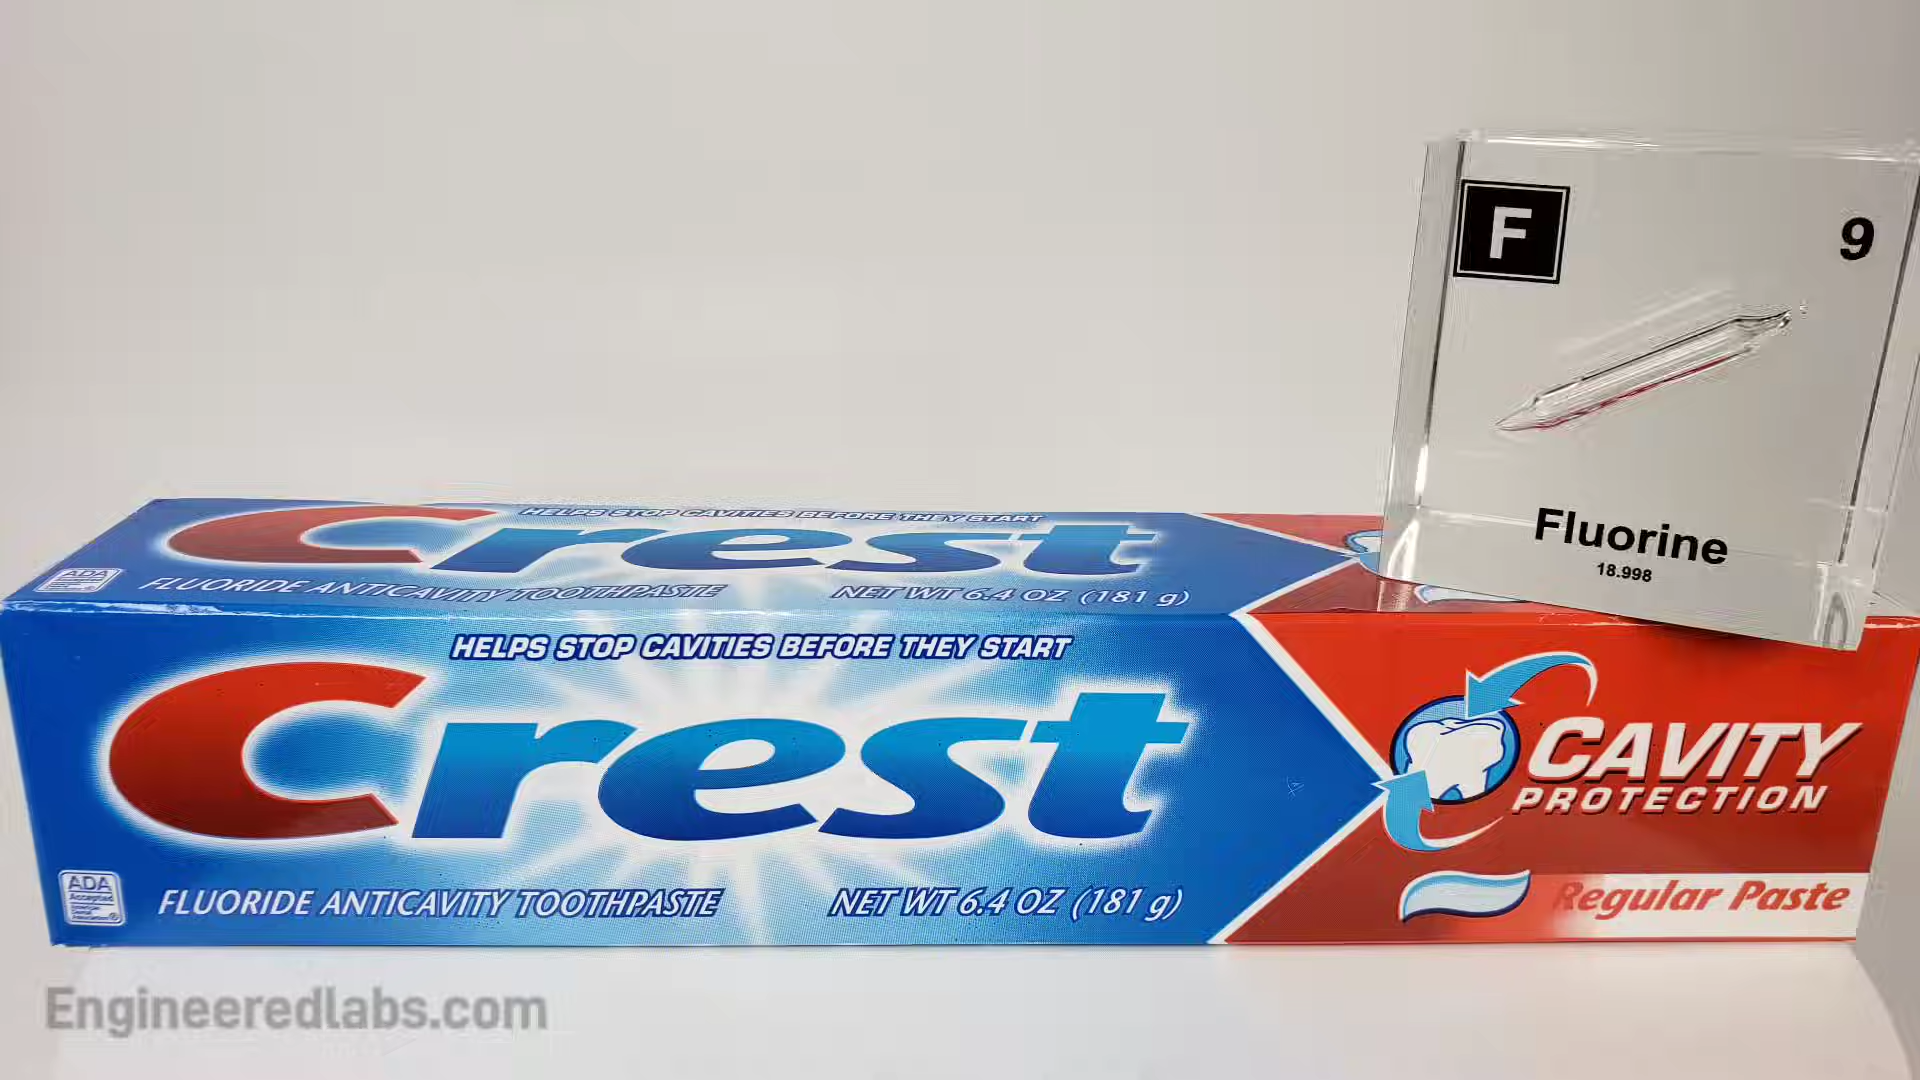 F
9
Fluorine
18.998
HELPS STOP CAVITIES BEFORE THEY START
Crest
ADA
FLUORIDE ANTICAVITY TOOTHPASTE
NET WT 6.4 OZ (181 g)
HELPS STOP CAVITIES BEFORE THEY START
Crest
CAVITY
PROTECTION
Regular Paste
ADA
Accepted
FLUORIDE ANTICAVITY TOOTHPASTE
NET WT 6.4 OZ (181 g)
Engineeredlabs.com